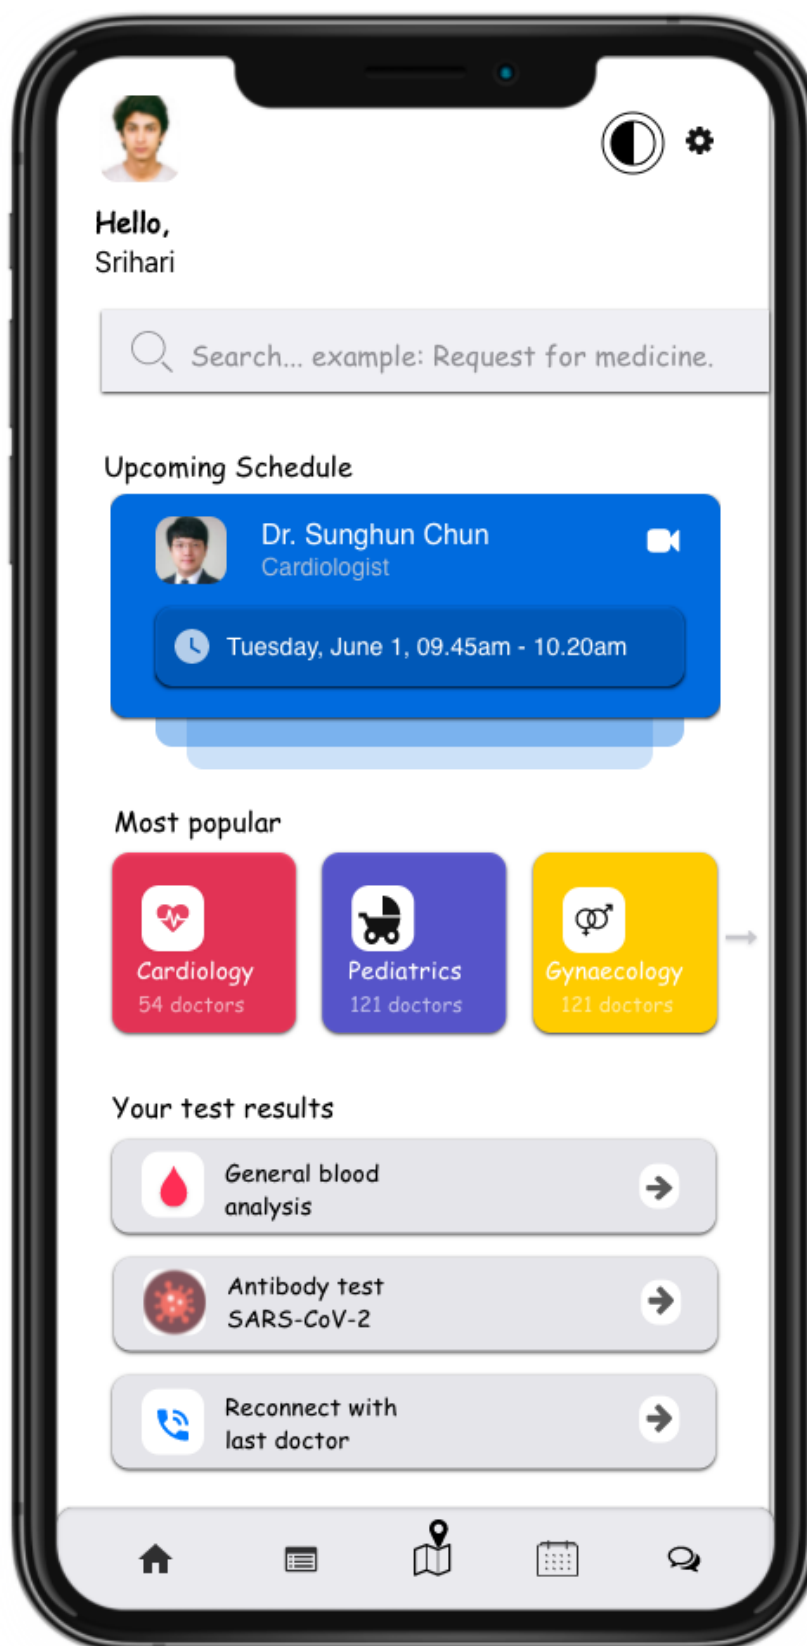 Hello,
Srihari
Search... example: Request for medicine.
Upcoming Schedule
Dr. Sunghun Chun
Cardiologist
Tuesday, June 1, 09.45am - 10.20am
Most popular
Cardiology
54 doctors
Pediatrics
121 doctors
Gynaecology
121 doctors
Your test results
General blood
analysis
Antibody test
SARS-CoV-2
Reconnect with
last doctor